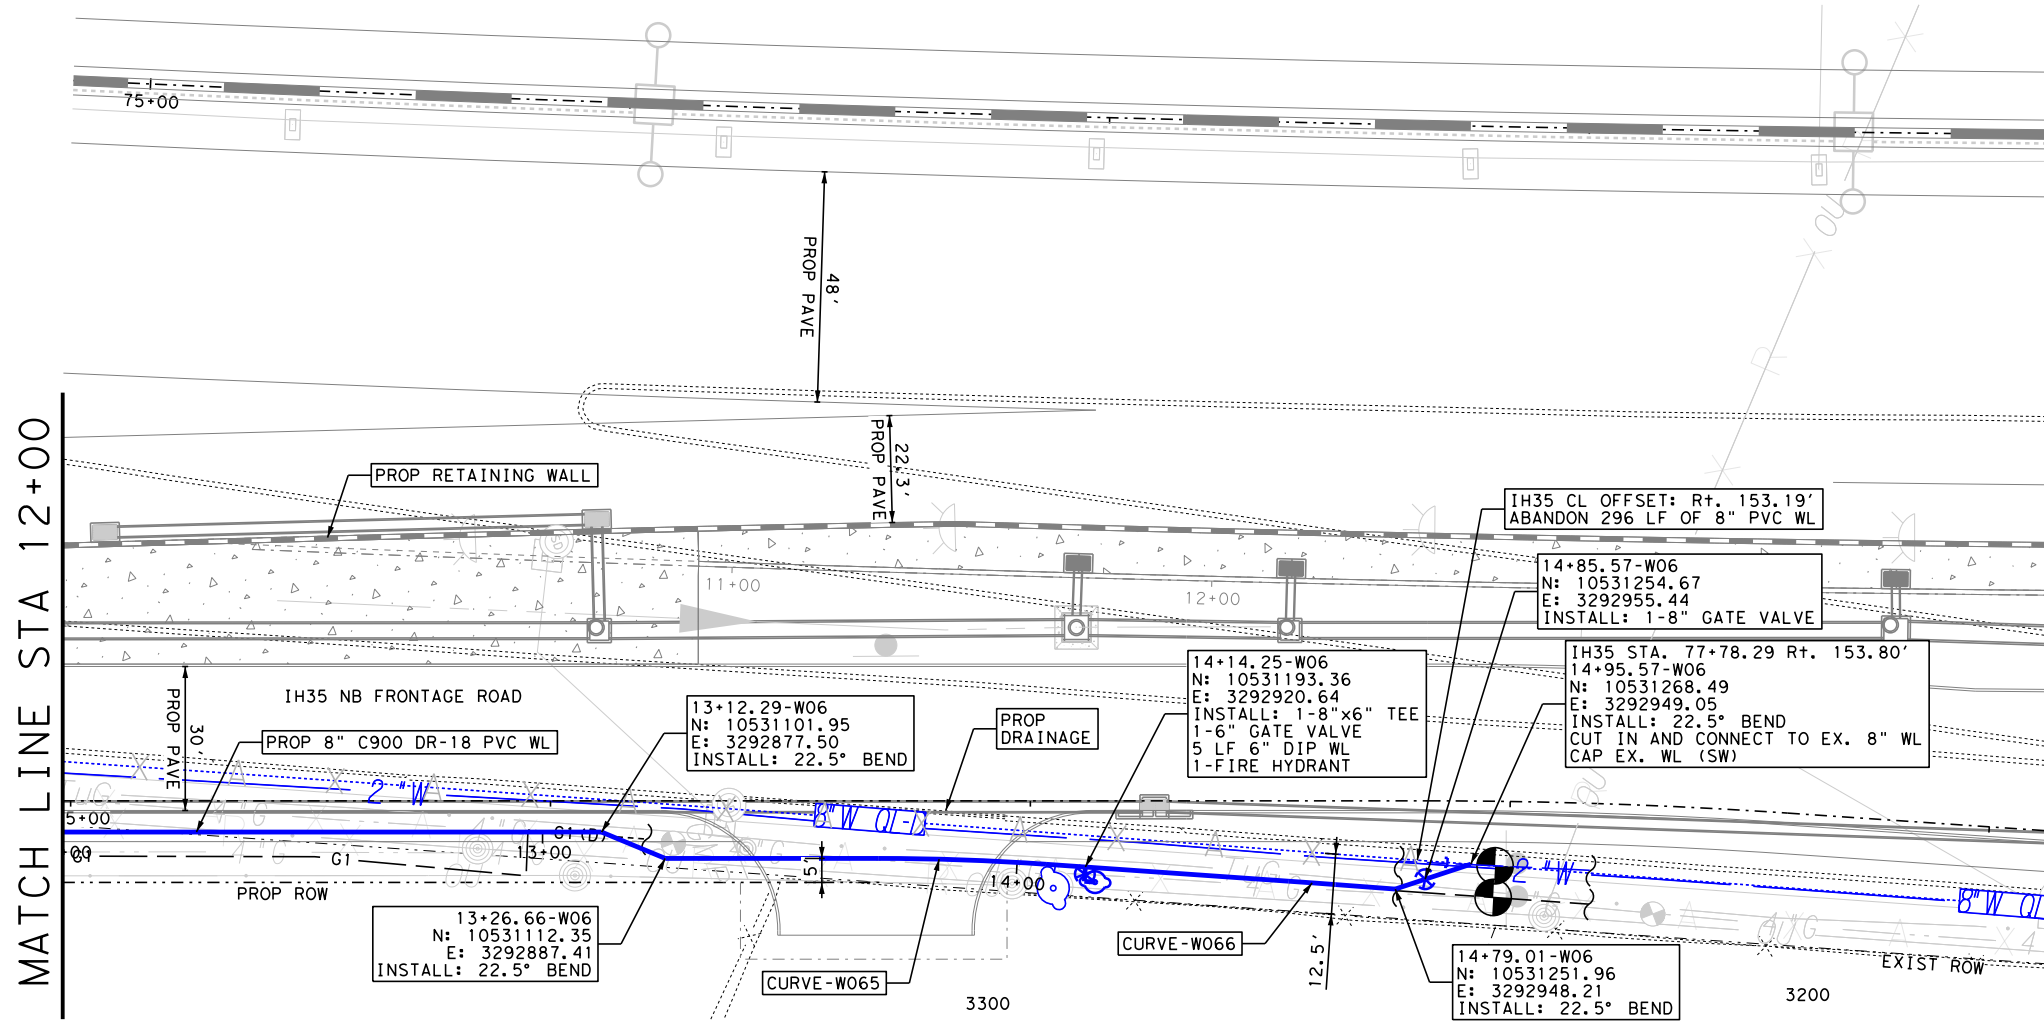 75+00
48'
PROP PAVE
22.3'
PROP PAVE
MATCH LINE STA 12+00
PROP RETAINING WALL
IH35 CL OFFSET: Rt. 153.19'
ABANDON 296 LF OF 8" PVC WL
11+00
12+00
14+85.57-W06
N: 10531254.67
E: 3292955.44
INSTALL: 1-8" GATE VALVE
IH35 STA. 77+78.29 Rt. 153.80'
14+95.57-W06
N: 10531268.49
E: 3292949.05
INSTALL: 22.5° BEND
CUT IN AND CONNECT TO EX. 8" WL
CAP EX. WL (SW)
14+14.25-W06
N: 10531193.36
E: 3292920.64
INSTALL: 1-8"x6" TEE
1-6" GATE VALVE
5 LF 6" DIP WL
1-FIRE HYDRANT
30'
PROP PAVE
IH35 NB FRONTAGE ROAD
13+12.29-W06
N: 10531101.95
E: 3292877.50
INSTALL: 22.5° BEND
PROP
DRAINAGE
PROP 8" C900 DR-18 PVC WL
2 "W
8"W
5+00
00
G1
G1
G1 (D)
13+00
5'
14+00
2 "W
8"W
PROP ROW
13+26.66-W06
N: 10531112.35
E: 3292887.41
INSTALL: 22.5° BEND
CURVE-W065
CURVE-W066
12.5'
14+79.01-W06
N: 10531251.96
E: 3292948.21
INSTALL: 22.5° BEND
EXIST ROW
3300
3200